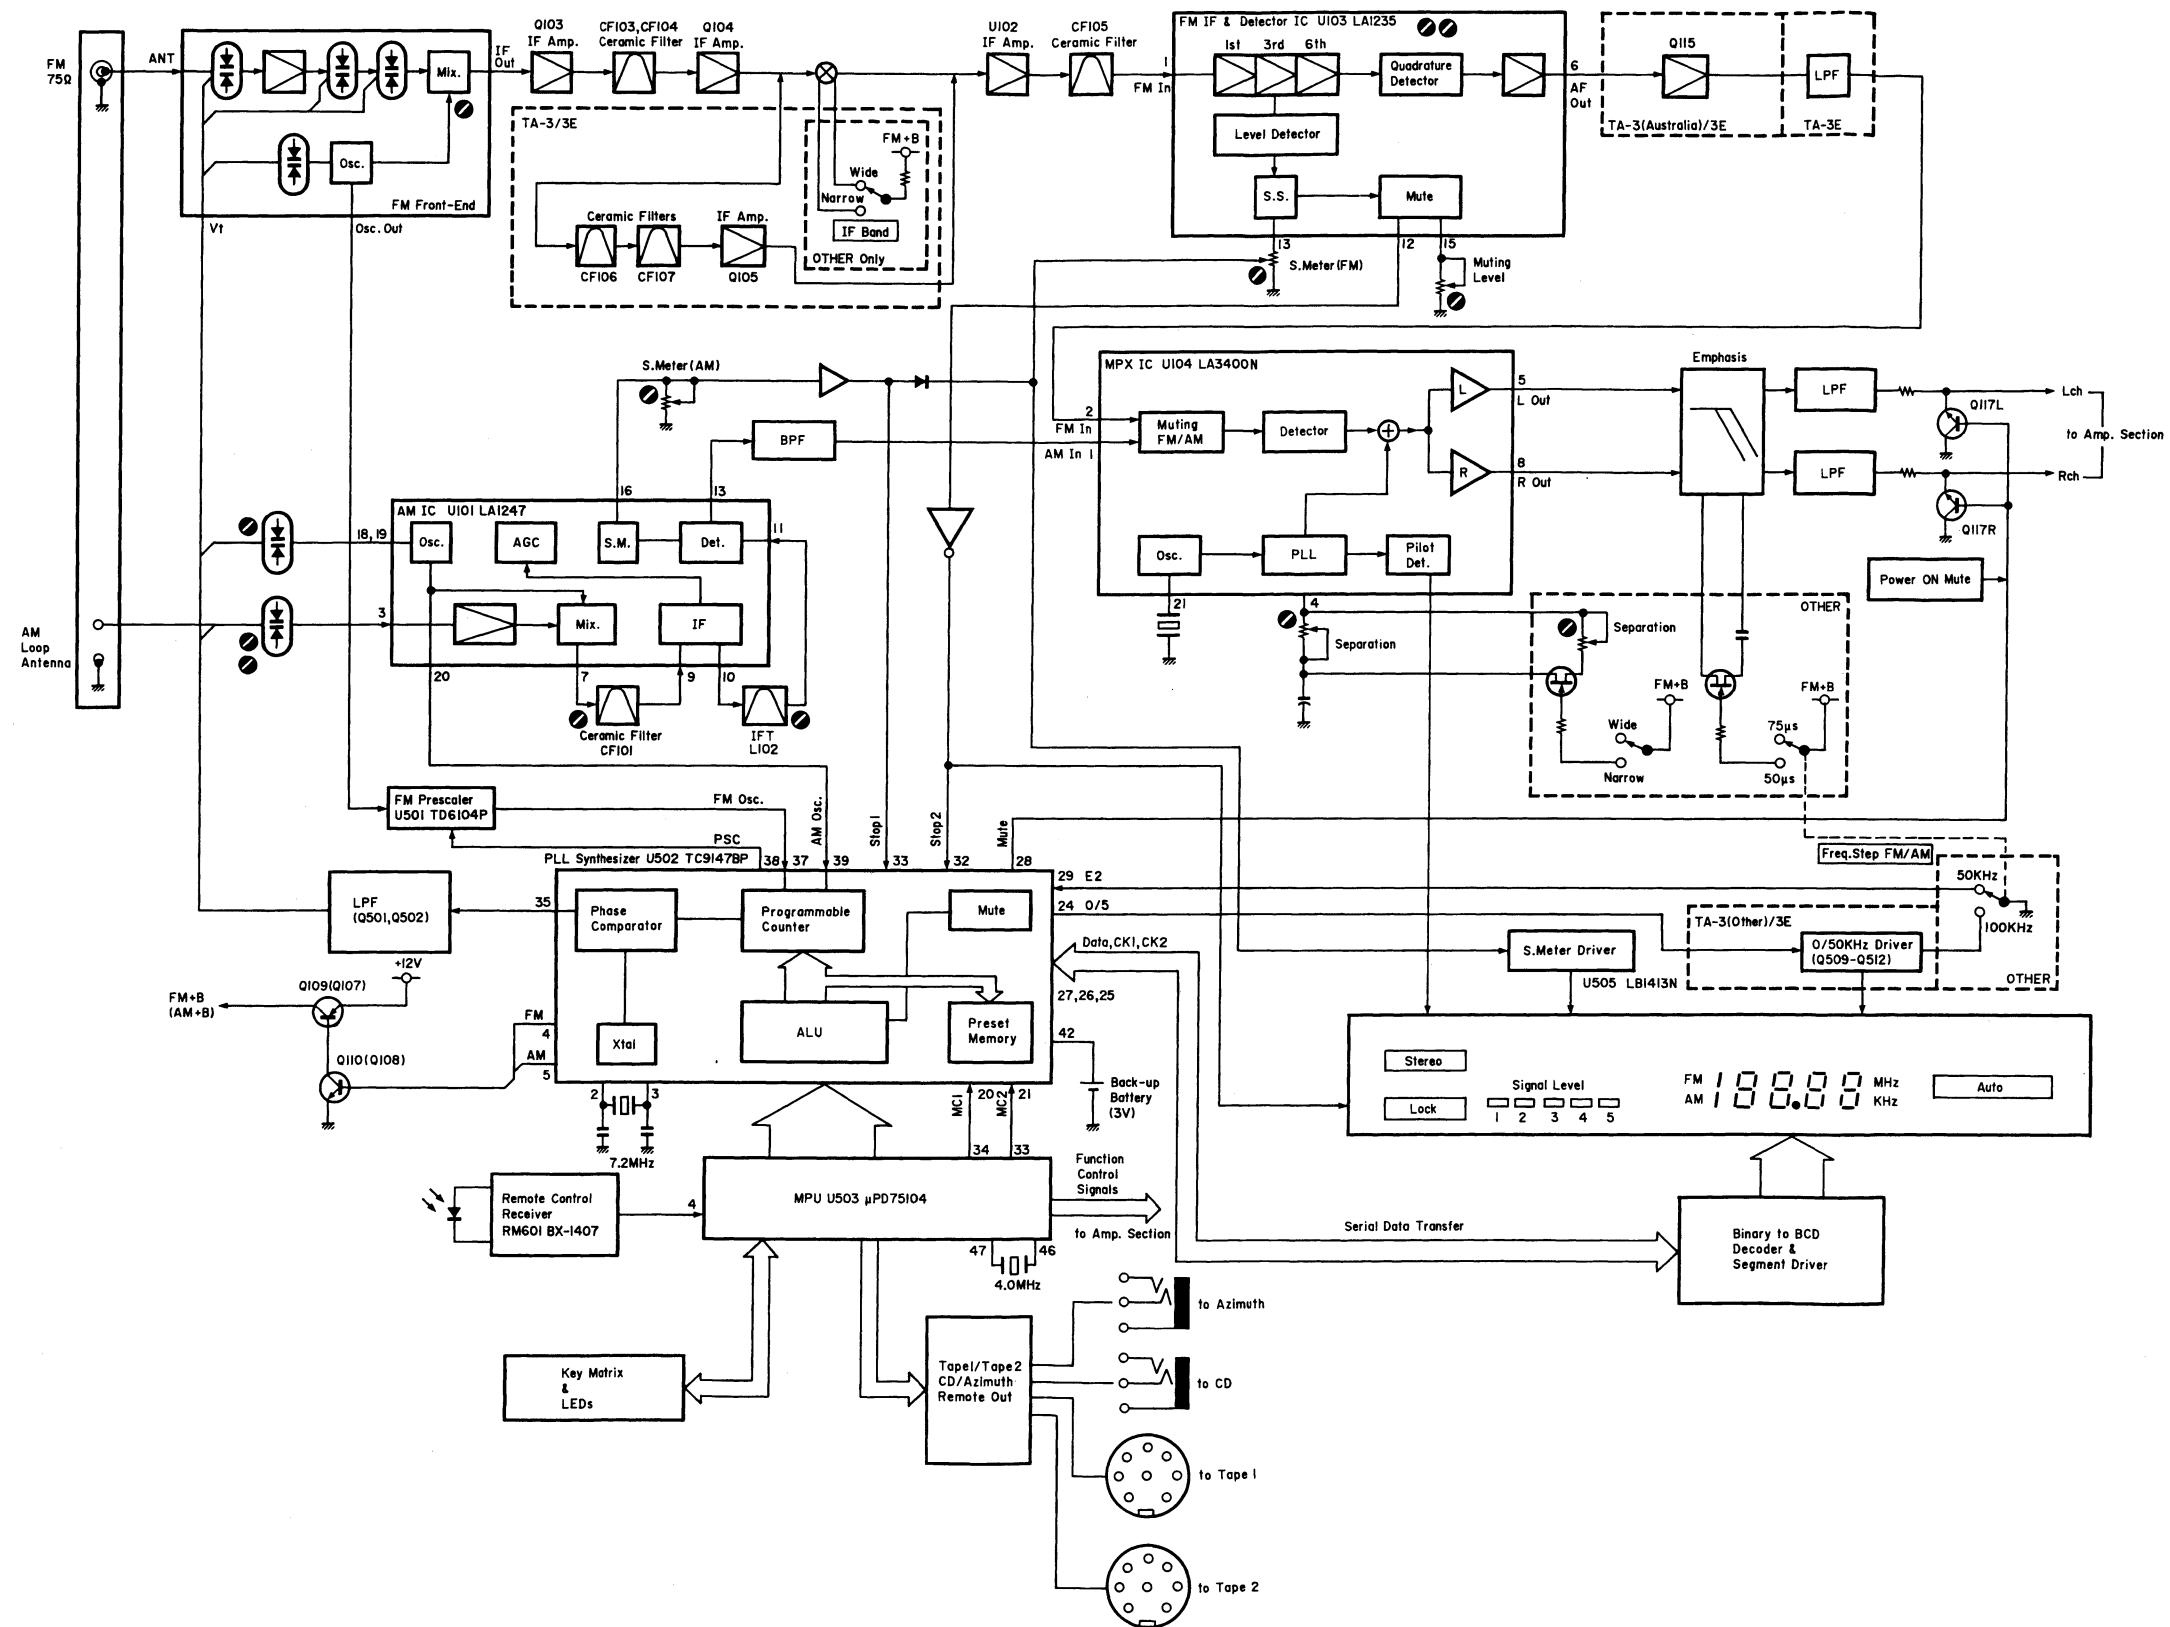 FM
75Ω
ANT
Mix.
Osc.
FM Front-End
Vt
Osc. Out
IF
Out
Q103
IF Amp.
CF103,CF104
Ceramic Filter
Q104
IF Amp.
TA-3/3E
FM+B
Wide
Narrow
IF Band
OTHER Only
Ceramic Filters
CF106
CF107
IF Amp.
Q105
U102
IF Amp.
CF105
Ceramic Filter
FM IF & Detector IC U103 LA1235
1
FM In
1st 3rd 6th
Quadrature
Detector
Level Detector
S.S.
Mute
6
AF
Out
13
12
15
S.Meter(FM)
Muting
Level
Q115
LPF
TA-3(Australia)/3E
TA-3E
S.Meter(AM)
BPF
MPX IC U104 LA3400N
2
FM In
AM In 1
Muting
FM/AM
Detector
L
R
5
L Out
8
R Out
Osc.
PLL
Pilot
Det.
21
4
Separation
Emphasis
LPF
LPF
Q117L
Q117R
Lch
to Amp. Section
Rch
Power ON Mute
OTHER
Separation
FM+B
Wide
Narrow
FM+B
75μs
50μs
AM IC U101 LA1247
16
13
11
18,19
Osc.
AGC
S.M.
Det.
3
Mix.
IF
20
7
9
10
Ceramic Filter
CF101
IFT
L102
AM
Loop
Antenna
FM Prescaler
U501 TD6104P
FM Osc.
PSC
AM Osc.
Stop1
Stop2
Mute
PLL Synthesizer U502 TC9147BP
38
37
39
33
32
28
LPF
(Q501,Q502)
35
Phase
Comparator
Programmable
Counter
Mute
ALU
Preset
Memory
Xtal
29 E2
24 0/5
Data,CK1,CK2
27,26,25
42
Back-up
Battery
(3V)
+12V
Q109(Q107)
FM+B
(AM+B)
Q110(Q108)
FM
4
AM
5
2
3
7.2MHz
MC1
20
MC2
21
34
33
Freq.Step FM/AM
50KHz
100KHz
OTHER
TA-3(Other)/3E
0/50KHz Driver
(Q509-Q512)
S.Meter Driver
U505 LB1413N
Stereo
Lock
Signal Level
1 2 3 4 5
FM
AM
188.88
MHz
KHz
Auto
Remote Control
Receiver
RM601 BX-1407
4
MPU U503 μPD75104
Function
Control
Signals
to Amp. Section
47
46
4.0MHz
Serial Data Transfer
Binary to BCD
Decoder &
Segment Driver
Key Matrix
&
LEDs
Tape1/Tape2
CD/Azimuth
Remote Out
to Azimuth
to CD
to Tape 1
to Tape 2